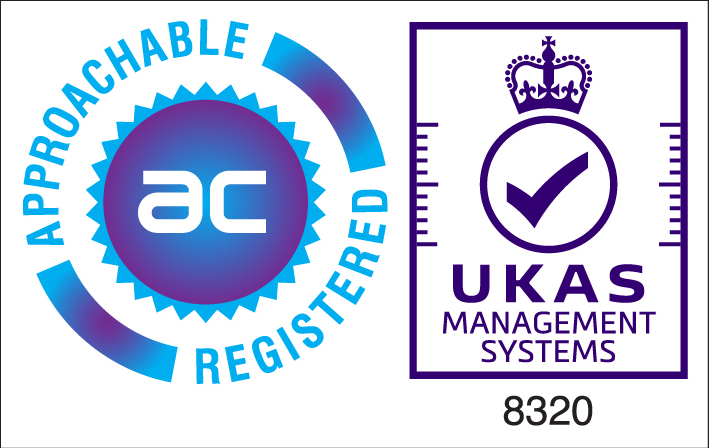 APPROACHABLE
REGISTERED
ac
UKAS
MANAGEMENT
SYSTEMS
8320